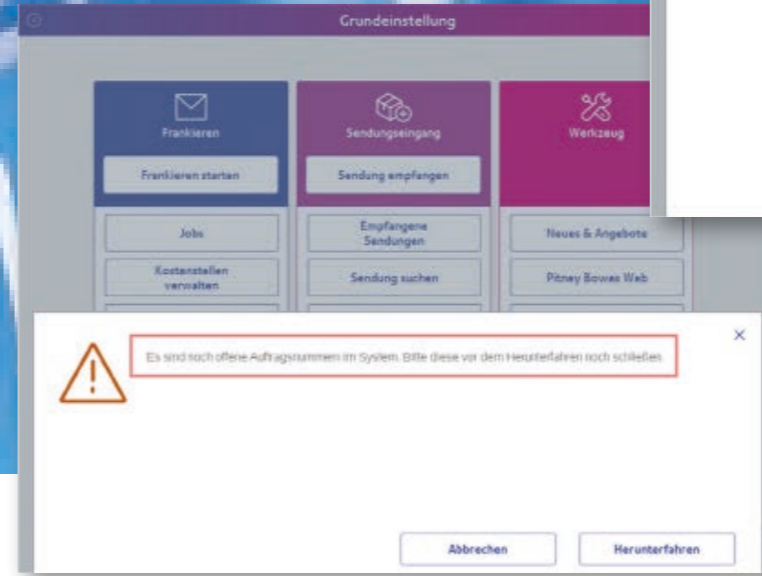 Grundeinstellung
Frankieren
Sendungseingang
Werkzeug
Frankieren starten
Sendung empfangen
Jobs
Empfangene
Sendungen
Neues & Angebote
Kostenstellen
verwalten
Sendung suchen
Pitney Bowes Web
Es sind noch offene Auftragsnummern im System. Bitte diese vor dem Herunterfahren noch schließen.
Abbrechen
Herunterfahren